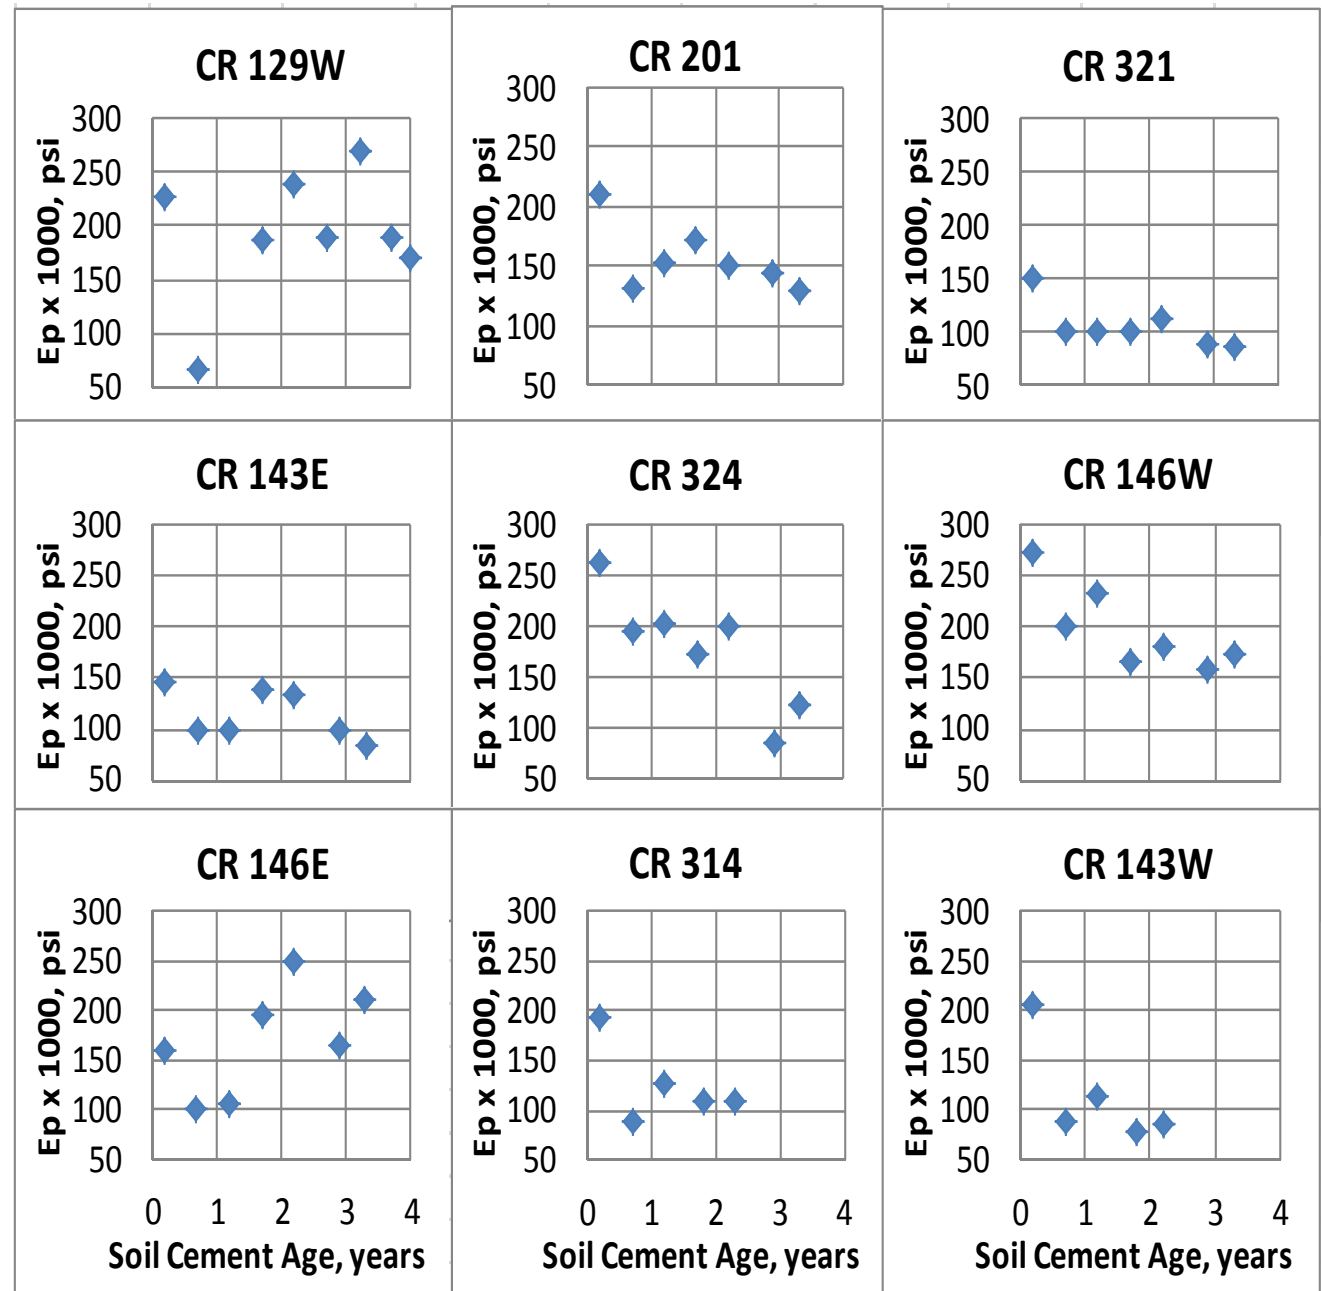 CR 129W
300
250
200
150
100
50
Ep x 1000, psi
CR 201
300
250
200
150
100
50
Ep x 1000, psi
CR 321
300
250
200
150
100
50
Ep x 1000, psi
CR 143E
300
250
200
150
100
50
Ep x 1000, psi
CR 324
300
250
200
150
100
50
Ep x 1000, psi
CR 146W
300
250
200
150
100
50
Ep x 1000, psi
CR 146E
300
250
200
150
100
50
Ep x 1000, psi
0 1 2 3 4
Soil Cement Age, years
CR 314
300
250
200
150
100
50
Ep x 1000, psi
0 1 2 3 4
Soil Cement Age, years
CR 143W
300
250
200
150
100
50
Ep x 1000, psi
0 1 2 3 4
Soil Cement Age, years